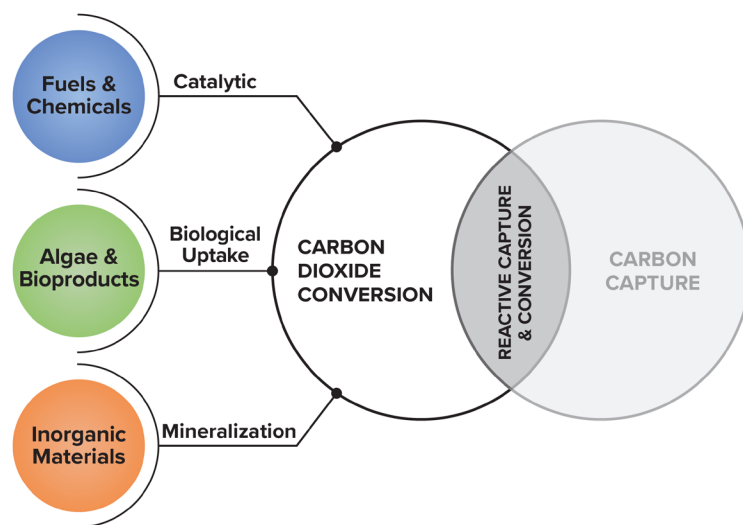 Fuels &
Chemicals
Catalytic
Algae &
Bioproducts
Biological
Uptake
Inorganic
Materials
Mineralization
CARBON
DIOXIDE
CONVERSION
REACTIVE CAPTURE
& CONVERSION
CARBON
CAPTURE